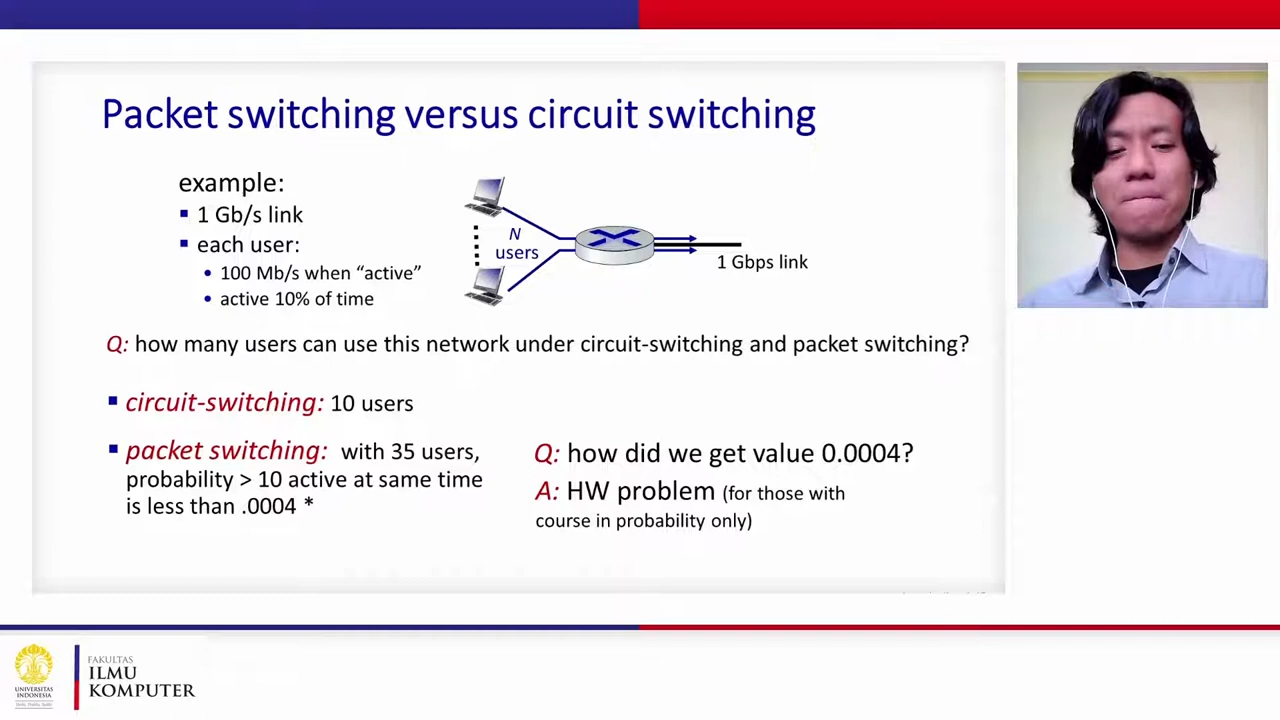 Packet switching versus circuit switching
example:
▪ 1 Gb/s link
▪ each user:
• 100 Mb/s when “active”
• active 10% of time
N
users
1 Gbps link
Q: how many users can use this network under circuit-switching and packet switching?
▪ circuit-switching: 10 users
▪ packet switching: with 35 users,
probability > 10 active at same time
is less than .0004 *
Q: how did we get value 0.0004?
A: HW problem (for those with
course in probability only)
UNIVERSITAS
INDONESIA
FAKULTAS
ILMU
KOMPUTER